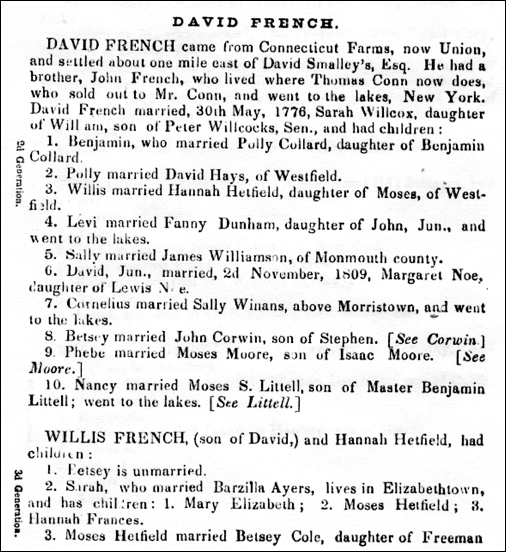 DAVID FRENCH.
DAVID FRENCH came from Connecticut Farms, now Union,
and settled about one mile east of David Smalley's, Esq. He had a
brother, John French, who lived where Thomas Conn now does,
who sold out to Mr. Conn, and went to the lakes, New York.
David French married, 30th May, 1776, Sarah Willcox, daughter
of Will am, son of Peter Willcocks, Sen., and had children :
2d Generation.
1. Benjamin, who married Polly Collard, daughter of Benjamin
Collard.
2. Polly married David Hays, of Westfield.
3. Willis married Hannah Hetfield, daughter of Moses, of West-
field.
4. Levi married Fanny Dunham, daughter of John, Jun., and
went to the lakes.
5. Sally married James Williamson, of Monmouth county.
6. David, Jun., married, 2d November, 1809, Margaret Noe,
daughter of Lewis N e.
7. Cornelius married Sally Winans, above Morristown, and went
to the lakes.
8. Betsey married John Corwin, son of Stephen. [See Corwin.]
9. Phebe married Moses Moore, son of Isaac Moore. [See
Moore.]
10. Nancy married Moses S. Littell, son of Master Benjamin
Littell; went to the lakes. [See Littell.]
WILLIS FRENCH, (son of David,) and Hannah Hetfield, had
children :
3d Generation.
1. Betsey is unmarried.
2. Sarah, who married Barzilla Ayers, lives in Elizabethtown,
and has children: 1. Mary Elizabeth; 2. Moses Hetfield; 3.
Hannah Frances.
3. Moses Hetfield married Betsey Cole, daughter of Freeman